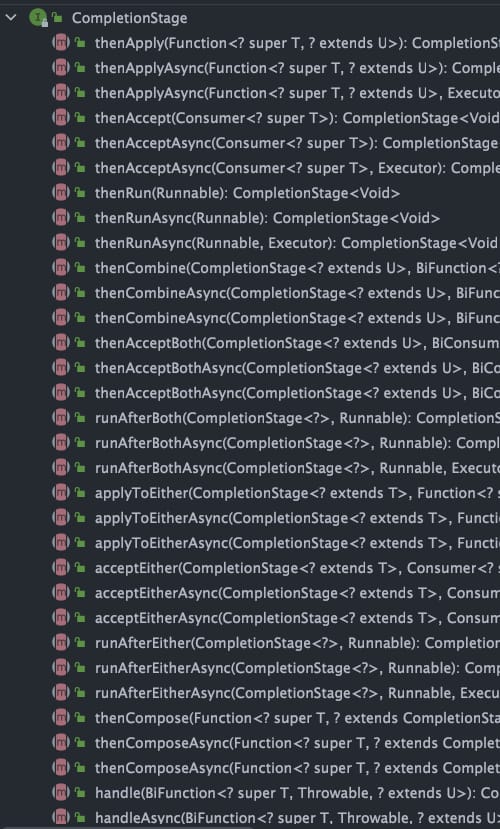 CompletionStage
thenApply(Function<? super T, ? extends U>): CompletionS
thenApplyAsync(Function<? super T, ? extends U>): Comple
thenApplyAsync(Function<? super T, ? extends U>, Executo
thenAccept(Consumer<? super T>): CompletionStage<Void
thenAcceptAsync(Consumer<? super T>): CompletionStage
thenAcceptAsync(Consumer<? super T>, Executor): Comple
thenRun(Runnable): CompletionStage<Void>
thenRunAsync(Runnable): CompletionStage<Void>
thenRunAsync(Runnable, Executor): CompletionStage<Void
thenCombine(CompletionStage<? extends U>, BiFunction<?
thenCombineAsync(CompletionStage<? extends U>, BiFunc
thenCombineAsync(CompletionStage<? extends U>, BiFunc
thenAcceptBoth(CompletionStage<? extends U>, BiConsum
thenAcceptBothAsync(CompletionStage<? extends U>, BiCo
thenAcceptBothAsync(CompletionStage<? extends U>, BiCo
runAfterBoth(CompletionStage<?>, Runnable): CompletionS
runAfterBothAsync(CompletionStage<?>, Runnable): Compl
runAfterBothAsync(CompletionStage<?>, Runnable, Executo
applyToEither(CompletionStage<? extends T>, Function<? s
applyToEitherAsync(CompletionStage<? extends T>, Functi
applyToEitherAsync(CompletionStage<? extends T>, Functi
acceptEither(CompletionStage<? extends T>, Consumer<? s
acceptEitherAsync(CompletionStage<? extends T>, Consum
acceptEitherAsync(CompletionStage<? extends T>, Consum
runAfterEither(CompletionStage<?>, Runnable): Completion
runAfterEitherAsync(CompletionStage<?>, Runnable): Comp
runAfterEitherAsync(CompletionStage<?>, Runnable, Execu
thenCompose(Function<? super T, ? extends CompletionSta
thenComposeAsync(Function<? super T, ? extends Complet
thenComposeAsync(Function<? super T, ? extends Complet
handle(BiFunction<? super T, Throwable, ? extends U>): Co
handleAsync(BiFunction<? super T, Throwable, ? extends U